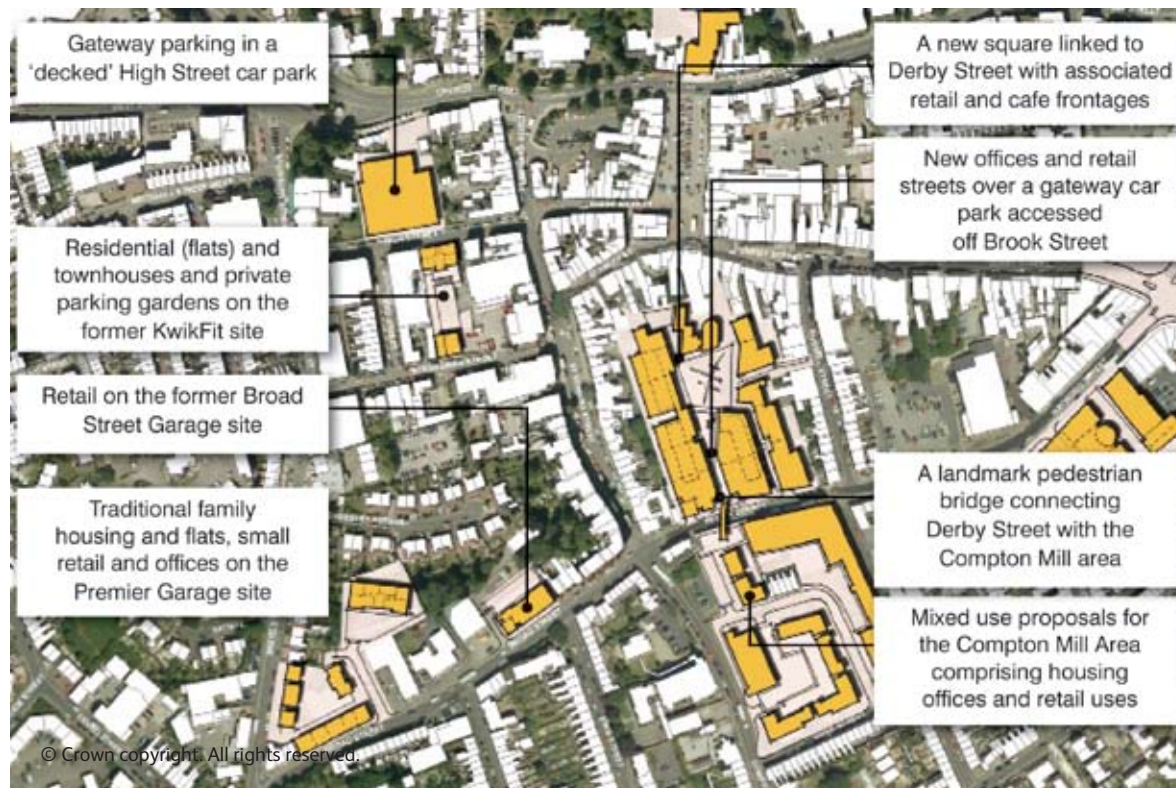 Gateway parking in a
‘decked’ High Street car park
Residential (flats) and
townhouses and private
parking gardens on the
former KwikFit site
Retail on the former Broad
Street Garage site
Traditional family
housing and flats, small
retail and offices on the
Premier Garage site
A new square linked to
Derby Street with associated
retail and cafe frontages
New offices and retail
streets over a gateway car
park accessed
off Brook Street
A landmark pedestrian
bridge connecting
Derby Street with the
Compton Mill area
Mixed use proposals for
the Compton Mill Area
comprising housing
offices and retail uses
© Crown copyright. All rights reserved.